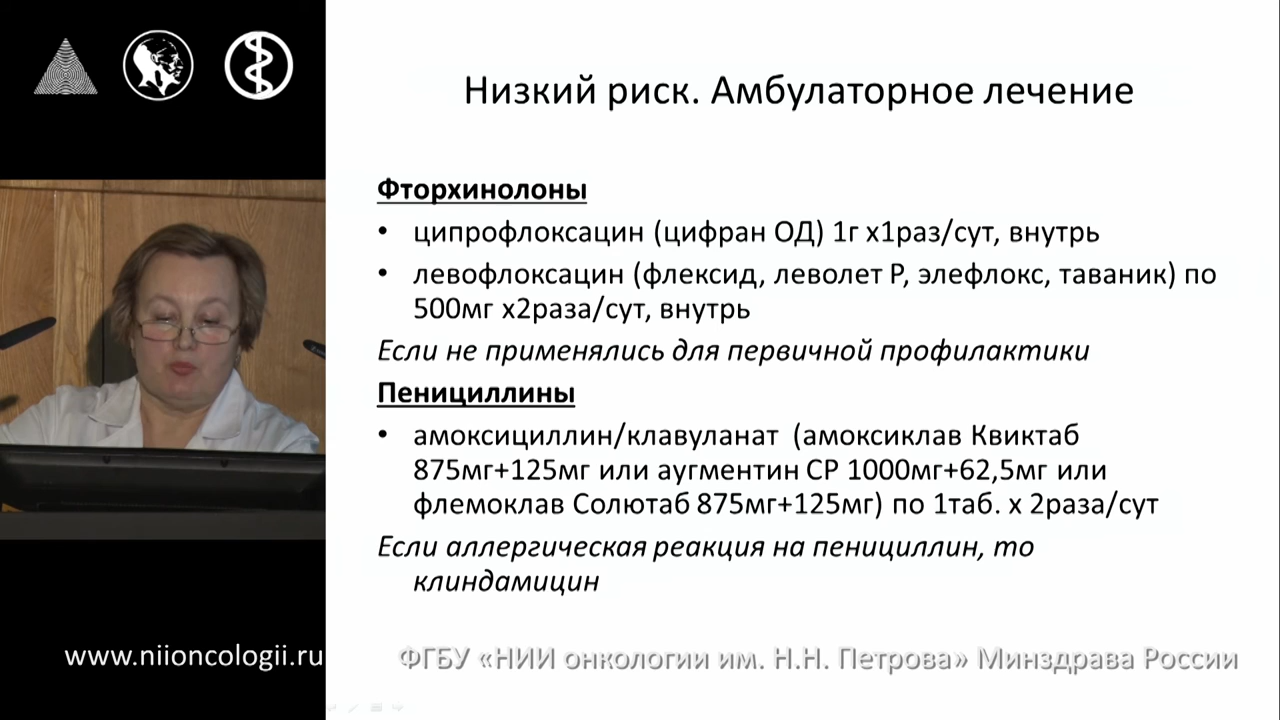 Низкий риск. Амбулаторное лечение
Фторхинолоны
• ципрофлоксацин (цифран ОД) 1г х1раз/сут, внутрь
• левофлоксацин (флексид, леволет Р, элефлокс, таваник) по
500мг х2раза/сут, внутрь
Если не применялись для первичной профилактики
Пенициллины
• амоксициллин/клавуланат (амоксиклав Квиктаб
875мг+125мг или аугментин СР 1000мг+62,5мг или
флемоклав Солютаб 875мг+125мг) по 1таб. х 2раза/сут
Если аллергическая реакция на пенициллин, то
клиндамицин
www.niioncologii.ru
ФГБУ «НИИ онкологии им. Н.Н. Петрова» Минздрава России